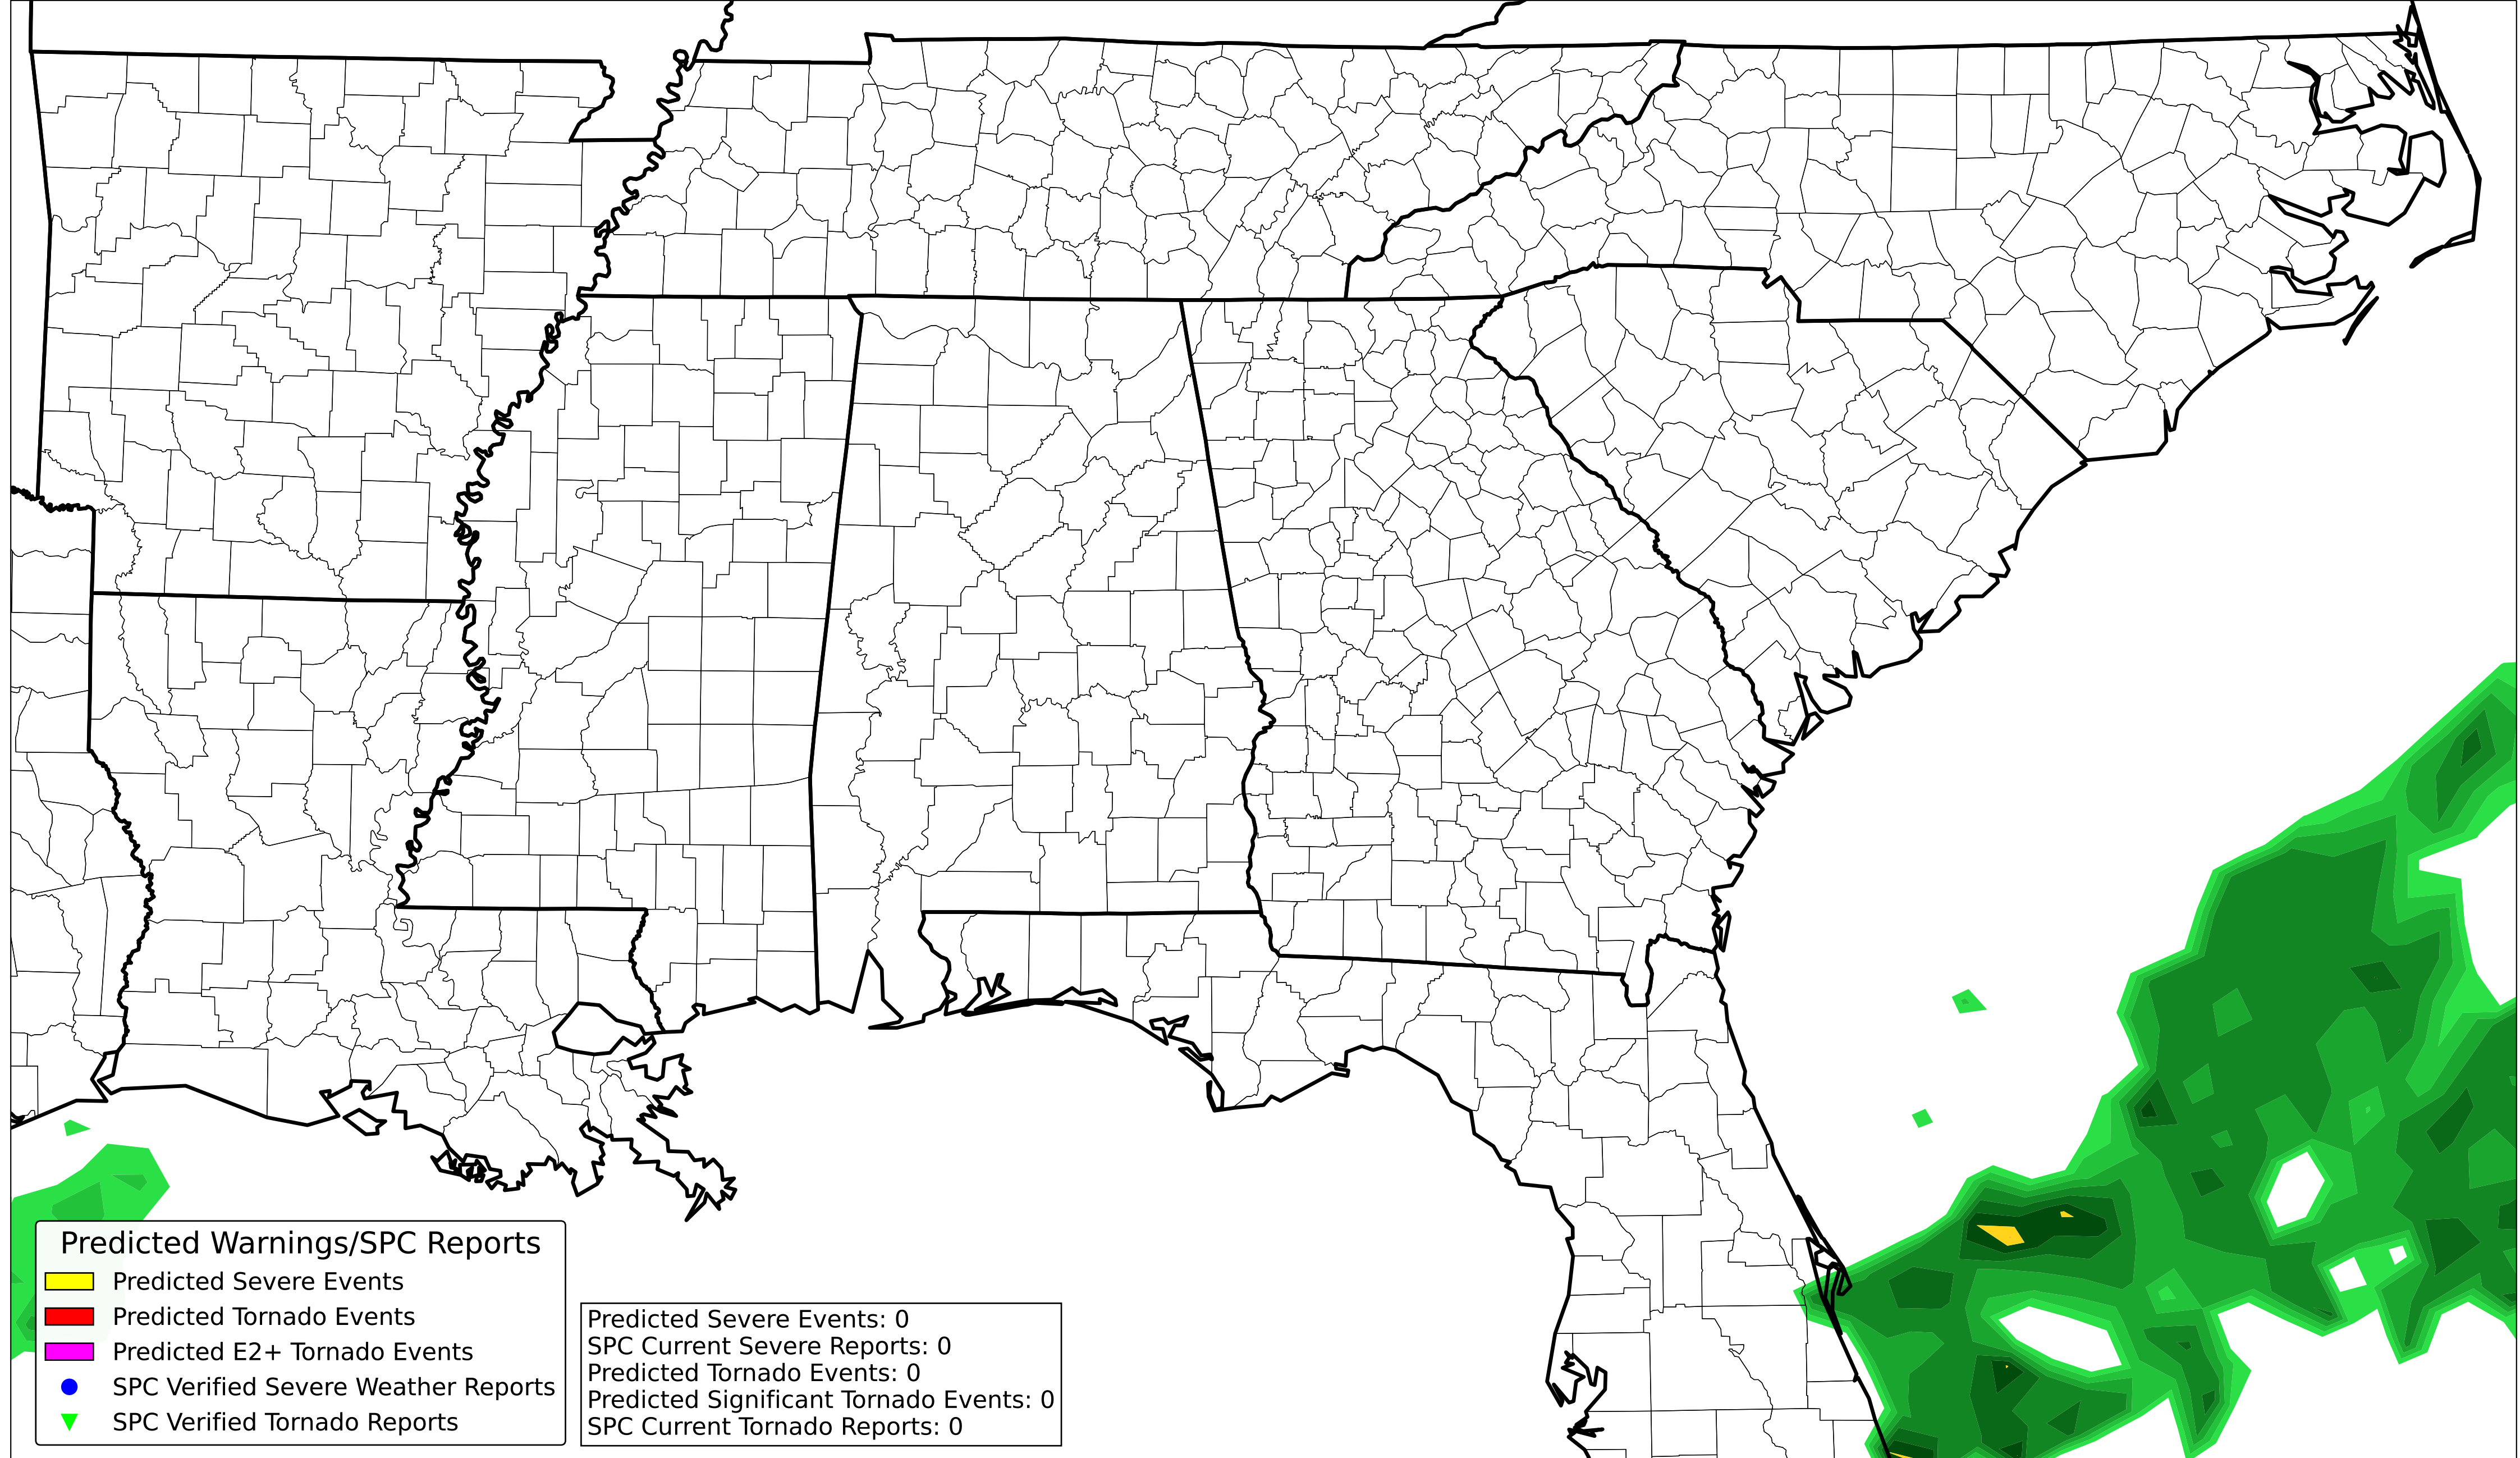 Predicted Warnings/SPC Reports
Predicted Severe Events
Predicted Tornado Events
Predicted E2+ Tornado Events
SPC Verified Severe Weather Reports
SPC Verified Tornado Reports
Predicted Severe Events: 0
SPC Current Severe Reports: 0
Predicted Tornado Events: 0
Predicted Significant Tornado Events: 0
SPC Current Tornado Reports: 0